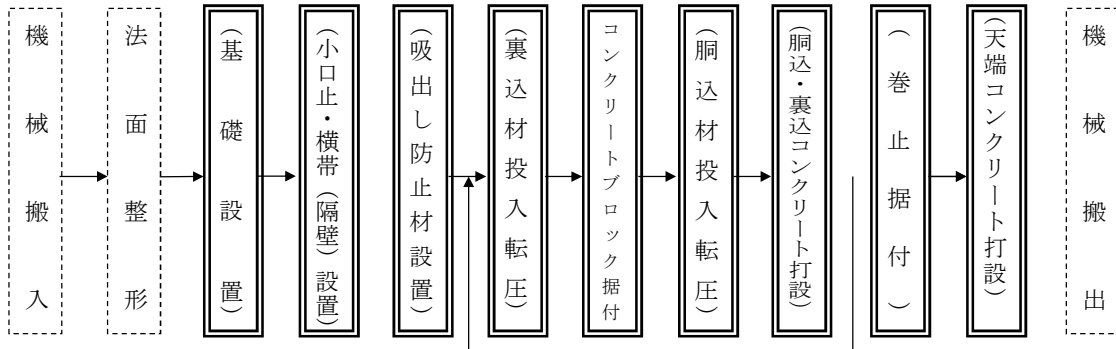 機械搬入
法面整形
(基礎設置)
(小口止・横帯(隔壁)設置)
(吸出し防止材設置)
(裏込材投入転圧)
コンクリートブロック据付
(胴込材投入転圧)
(胴込・裏込コンクリート打設)
(巻止据付)
(天端コンクリート打設)
機械搬出